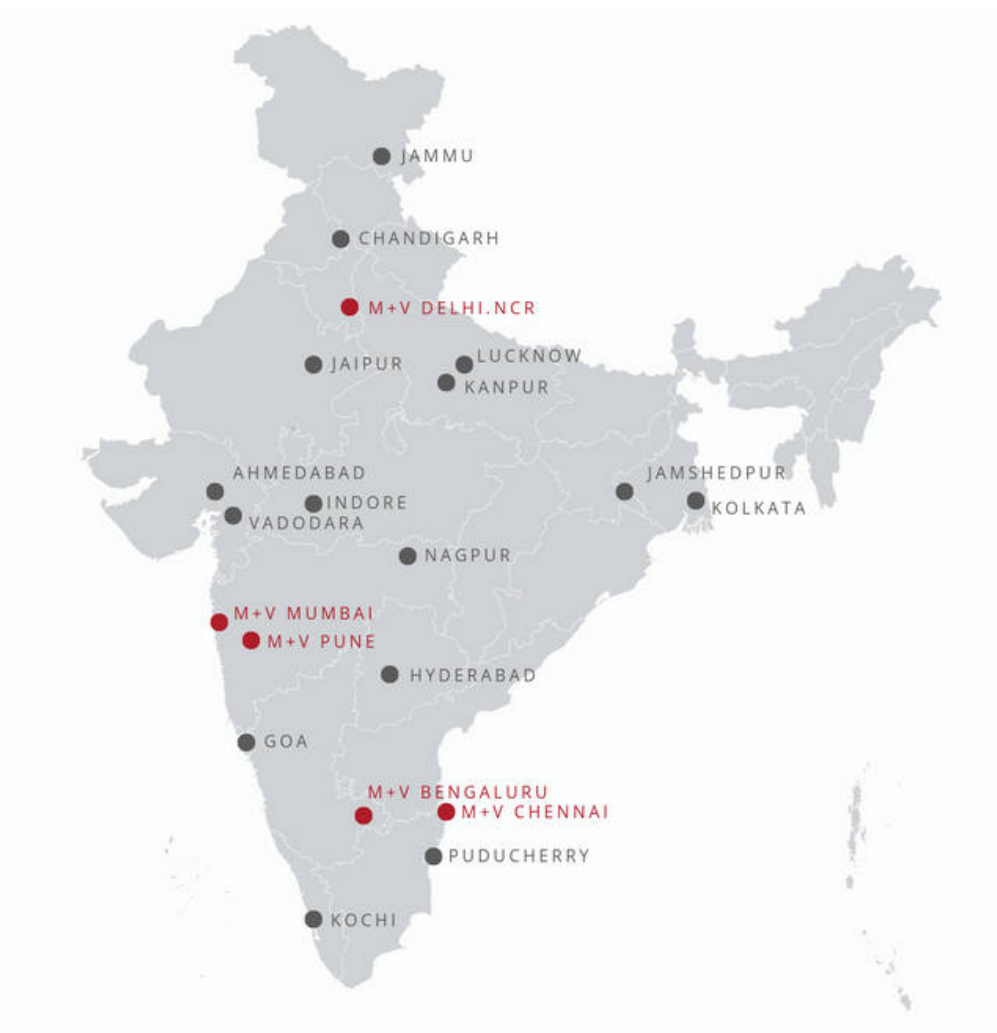 JAMMU
CHANDIGARH
M+V DELHI.NCR
LUCKNOW
JAIPUR
KANPUR
AHMEDABAD
JAMSHEDPUR
INDORE
KOLKATA
VADODARA
NAGPUR
M+V MUMBAI
M+V PUNE
HYDERABAD
GOA
M+V BENGALURU
M+V CHENNAI
PUDUCHERRY
KOCHI